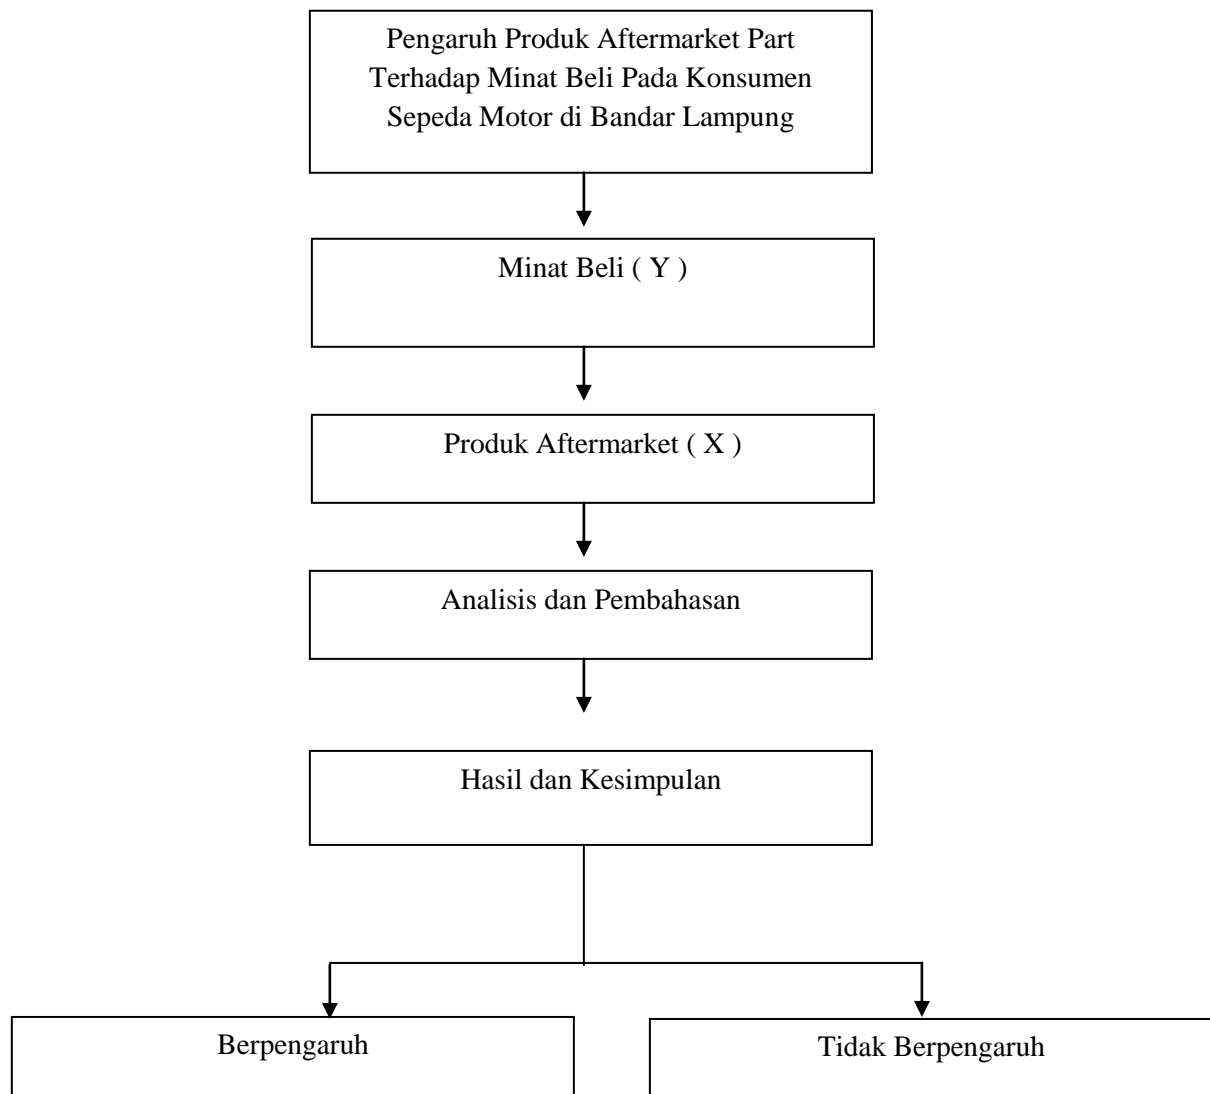 Pengaruh Produk Aftermarket Part
Terhadap Minat Beli Pada Konsumen
Sepeda Motor di Bandar Lampung
Minat Beli ( Y )
Produk Aftermarket ( X )
Analisis dan Pembahasan
Hasil dan Kesimpulan
Berpengaruh
Tidak Berpengaruh